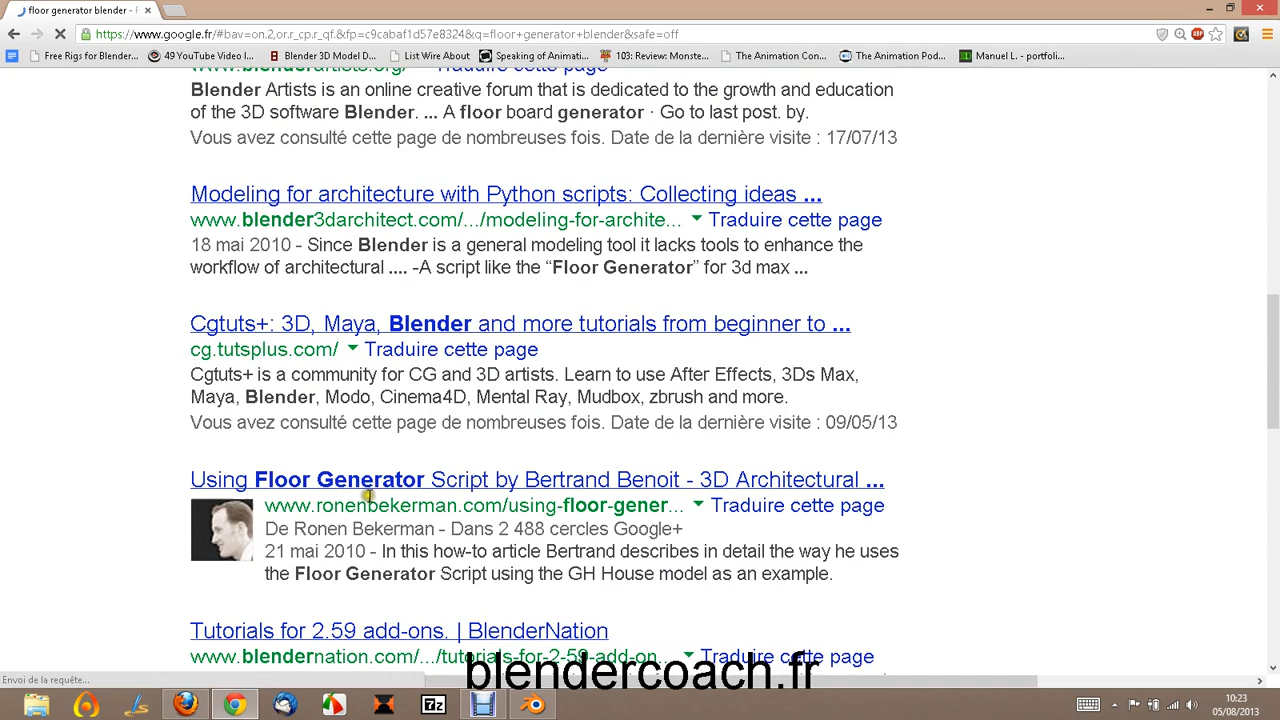 floor generator blender - F
https://www.google.fr/#bav=on.2,or.r_cp.r_qf.&fp=c9cabaf1d57e8324&q=floor+generator+blender&safe=off
Free Rigs for Blender... 49 YouTube Video I... Blender 3D Model D... List Wire About Speaking of Animation... 103: Review: Monste... The Animation Con... The Animation Pod... Manuel L. - portfoli...
www.blenderartists.org/ Traduire cette page
Blender Artists is an online creative forum that is dedicated to the growth and education
of the 3D software Blender. ... A floor board generator · Go to last post. by.
Vous avez consulté cette page de nombreuses fois. Date de la dernière visite : 17/07/13
Modeling for architecture with Python scripts: Collecting ideas ...
www.blender3darchitect.com/.../modeling-for-archite... Traduire cette page
18 mai 2010 - Since Blender is a general modeling tool it lacks tools to enhance the
workflow of architectural .... -A script like the “Floor Generator” for 3d max ...
Cgtuts+: 3D, Maya, Blender and more tutorials from beginner to ...
cg.tutsplus.com/ Traduire cette page
Cgtuts+ is a community for CG and 3D artists. Learn to use After Effects, 3Ds Max,
Maya, Blender, Modo, Cinema4D, Mental Ray, Mudbox, zbrush and more.
Vous avez consulté cette page de nombreuses fois. Date de la dernière visite : 09/05/13
Using Floor Generator Script by Bertrand Benoit - 3D Architectural ...
www.ronenbekerman.com/using-floor-gener... Traduire cette page
De Ronen Bekerman - Dans 2 488 cercles Google+
21 mai 2010 - In this how-to article Bertrand describes in detail the way he uses
the Floor Generator Script using the GH House model as an example.
Tutorials for 2.59 add-ons. | BlenderNation
www.blendernation.com/.../tutorials-for-2-59-add-on... Traduire cette page
blendercoach.fr
Envoi de la requête...
7z
10:23
05/08/2013